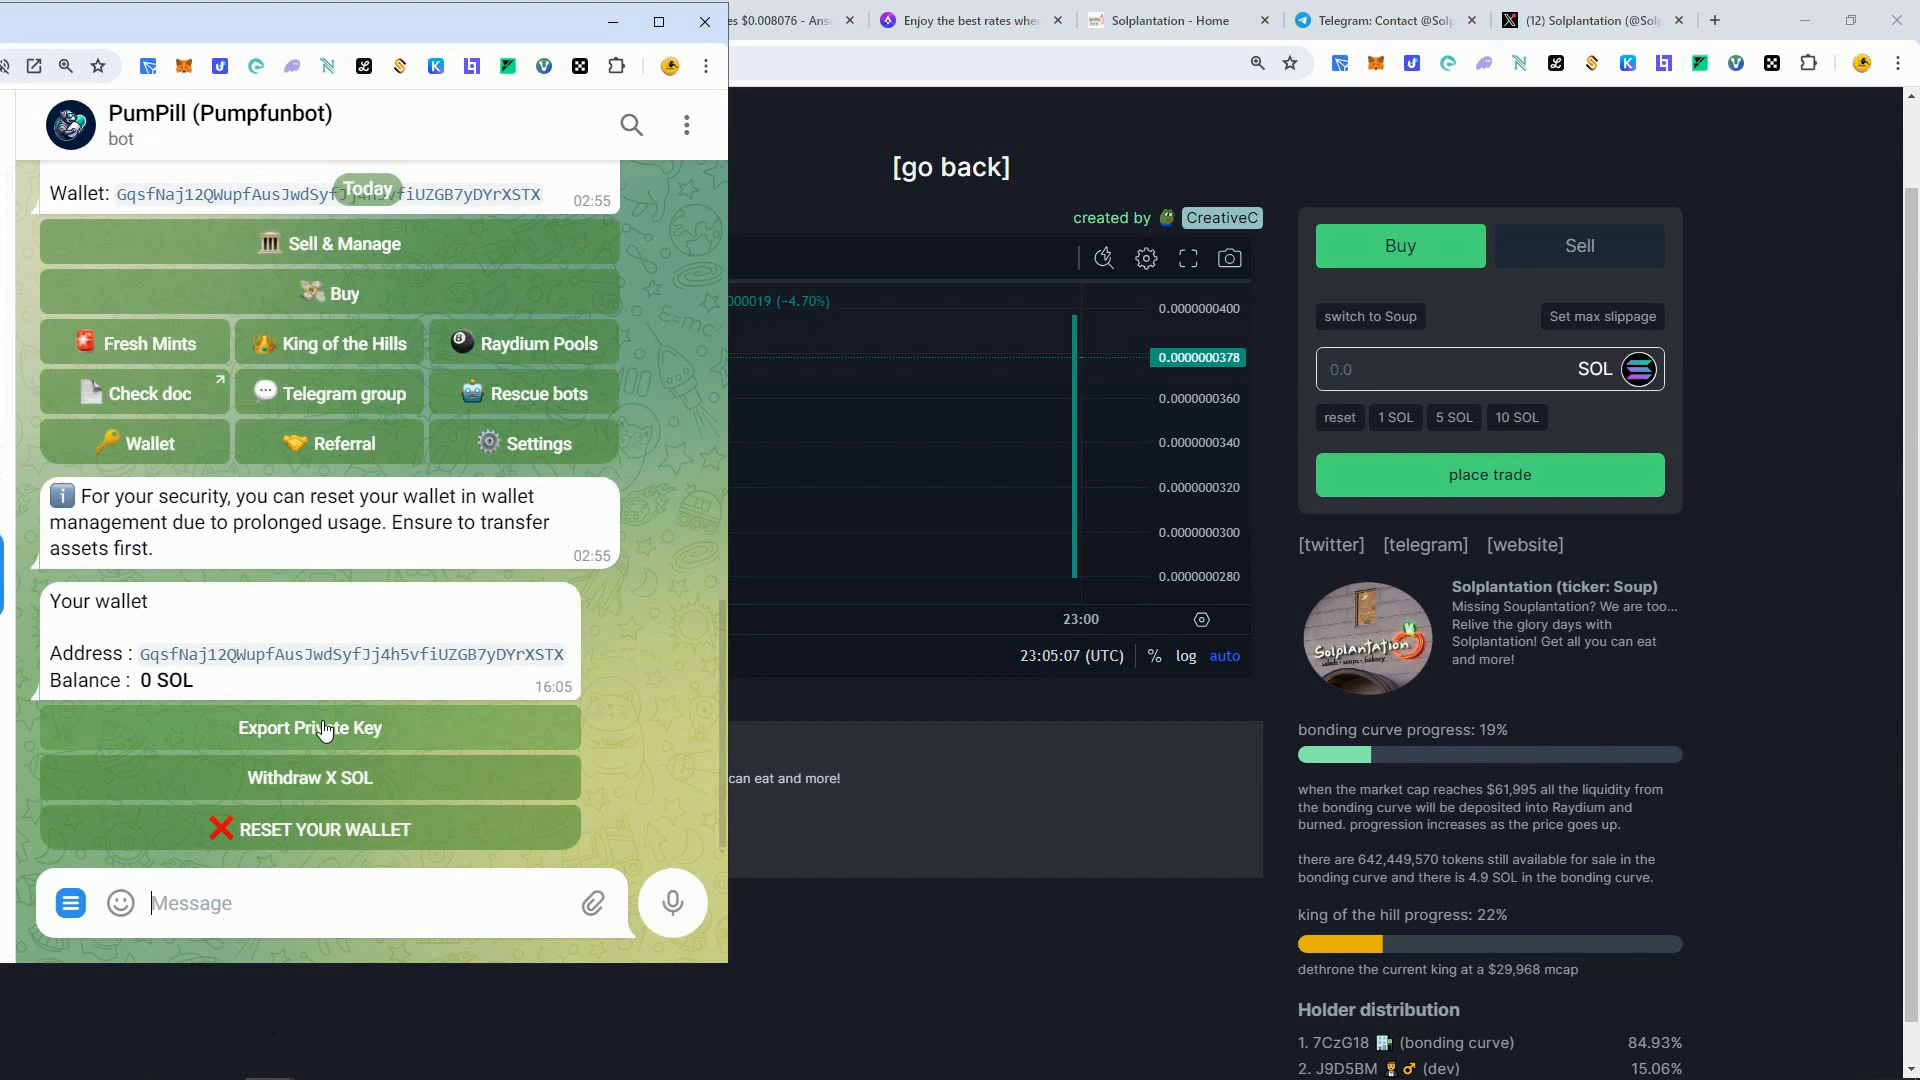 es $0.008076 - Ans
Enjoy the best rates whe
Solplantation - Home
Telegram: Contact @Solp
(12) Solplantation (@Sol
PumPill (Pumpfunbot)
bot
Today
Wallet:
02:55
Sell & Manage
Buy
Fresh Mints
King of the Hills
Raydium Pools
Check doc
Telegram group
Rescue bots
Wallet
Referral
Settings
For your security, you can reset your wallet in wallet
management due to prolonged usage. Ensure to transfer
assets first.
02:55
Your wallet
Address : GqsfNaj12QWupfAusJwdSyfJj4h5vfiUZGB7yDYrXSTX
Balance : 0 SOL
16:05
Export Private Key
Withdraw X SOL
RESET YOUR WALLET
Message
[go back]
created by CreativeC
000019 (−4.70%)
0.0000000400
0.0000000378
0.0000000360
0.0000000340
0.0000000320
0.0000000300
0.0000000280
23:00
23:05:07 (UTC)
%
log
auto
can eat and more!
Buy
Sell
switch to Soup
Set max slippage
0.0
SOL
reset
1 SOL
5 SOL
10 SOL
place trade
[twitter]
[telegram]
[website]
Solplantation
salads • soups • bakery
Solplantation (ticker: Soup)
Missing Souplantation? We are too...
Relive the glory days with
Solplantation! Get all you can eat
and more!
bonding curve progress: 19%
when the market cap reaches $61,995 all the liquidity from
the bonding curve will be deposited into Raydium and
burned. progression increases as the price goes up.
there are 642,449,570 tokens still available for sale in the
bonding curve and there is 4.9 SOL in the bonding curve.
king of the hill progress: 22%
dethrone the current king at a $29,968 mcap
Holder distribution
1. 7CzG18 (bonding curve)
84.93%
2. J9D5BM (dev)
15.06%